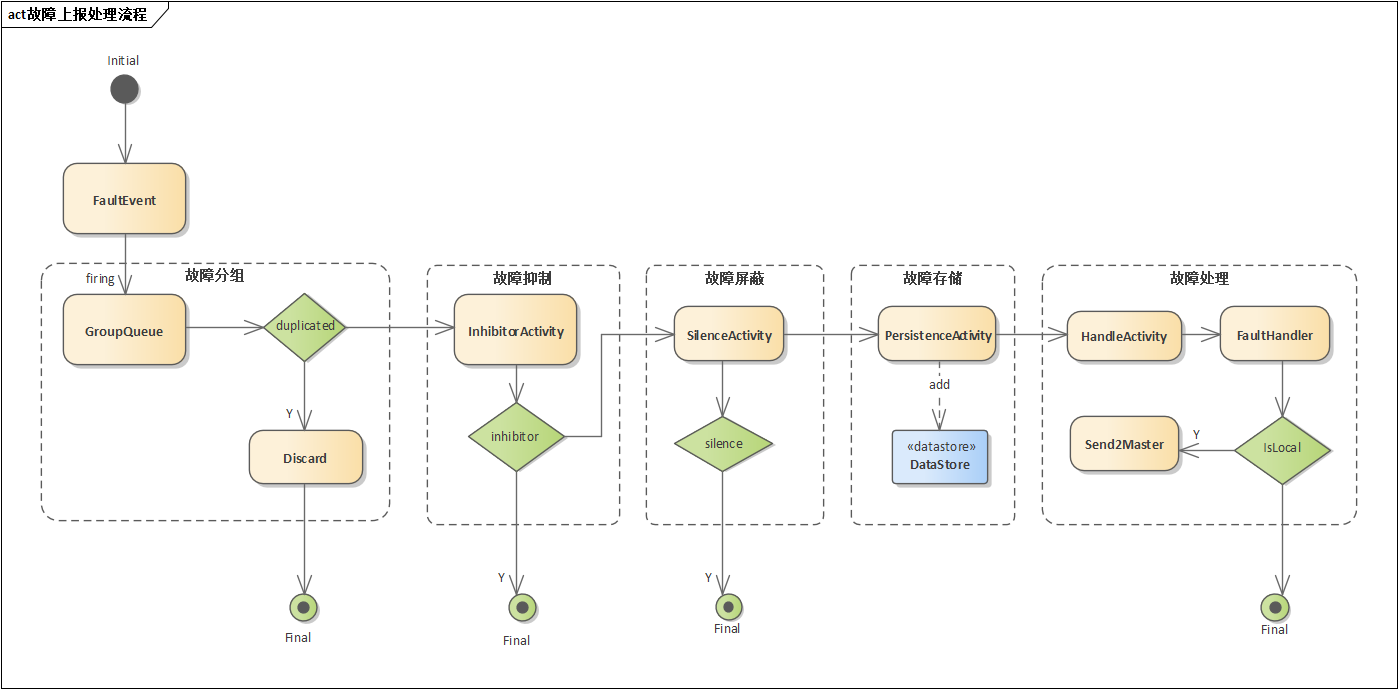 act故障上报处理流程
Initial
FaultEvent
firing
故障分组
GroupQueue
duplicated
Y
Discard
Final
故障抑制
InhibitorActivity
inhibitor
Y
Final
故障屏蔽
SilenceActivity
silence
Y
Final
故障存储
PersistenceActivity
add
«datastore»
DataStore
故障处理
HandleActivity
FaultHandler
Send2Master
Y
IsLocal
Final